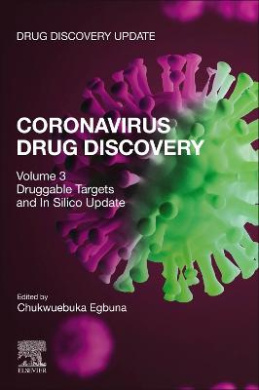 DRUG DISCOVERY UPDATE
CORONAVIRUS
DRUG DISCOVERY
Volume 3
Druggable Targets
and In Silico Update
Edited by
Chukwuebuka Egbuna
ELSEVIER